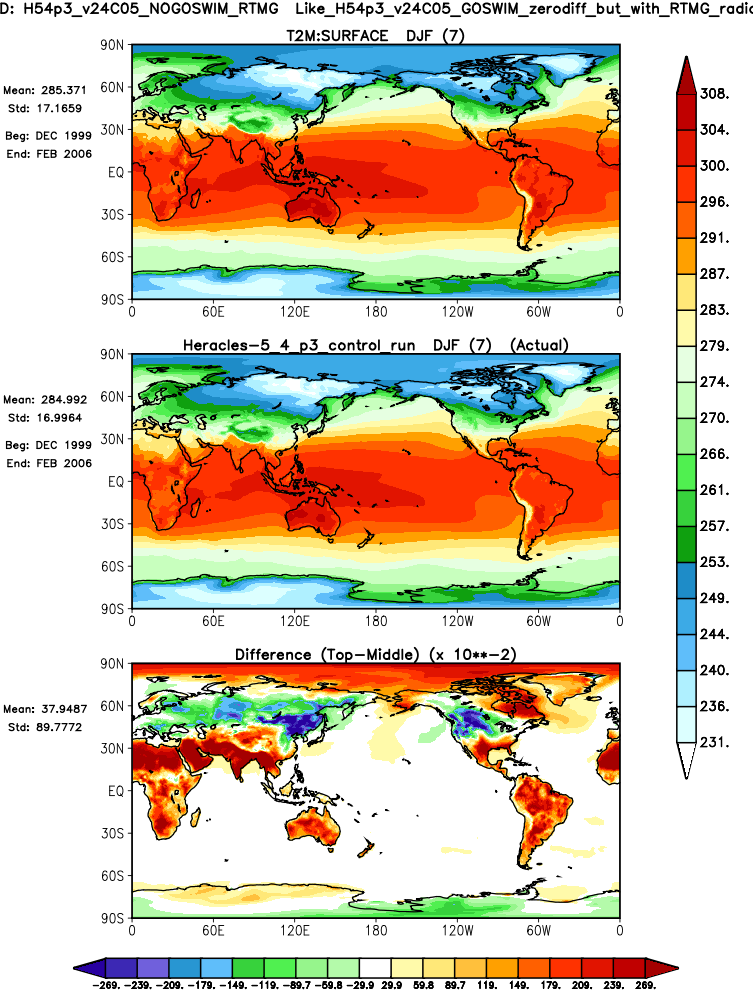 D: H54p3_v24C05_NOGOSWIM_RTMG Like_H54p3_v24C05_GOSWIM_zerodiff_but_with_RTMG_radic
T2M:SURFACE DJF (7)
Mean: 285.371
Std: 17.1659
Beg: DEC 1999
End: FEB 2006
90N
60N
30N
EQ
30S
60S
90S
0 60E 120E 180 120W 60W 0
Heracles-5_4_p3_control_run DJF (7) (Actual)
Mean: 284.992
Std: 16.9964
Beg: DEC 1999
End: FEB 2006
90N
60N
30N
EQ
30S
60S
90S
0 60E 120E 180 120W 60W 0
Difference (Top-Middle) (x 10**-2)
Mean: 37.9487
Std: 89.7772
90N
60N
30N
EQ
30S
60S
90S
0 60E 120E 180 120W 60W 0
308.
304.
300.
296.
291.
287.
283.
279.
274.
270.
266.
261.
257.
253.
249.
244.
240.
236.
231.
-269. -239. -209. -179. -149. -119. -89.7 -59.8 -29.9 29.9 59.8 89.7 119. 149. 179. 209. 239. 269.